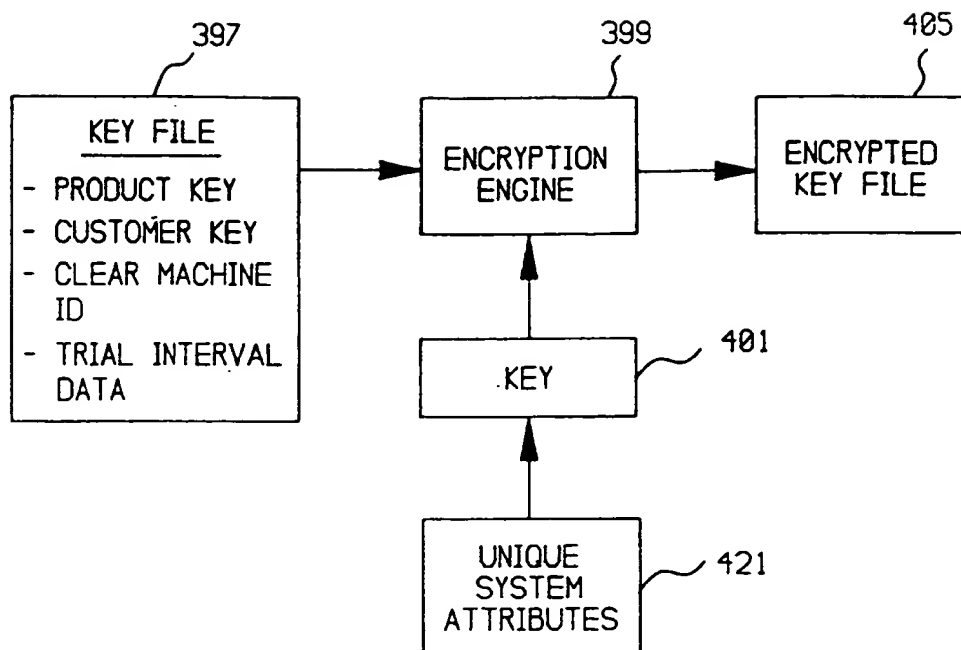 397
399
405
KEY FILE
- PRODUCT KEY
- CUSTOMER KEY
- CLEAR MACHINE
ID
- TRIAL INTERVAL
DATA
ENCRYPTION
ENGINE
ENCRYPTED
KEY FILE
401
KEY
UNIQUE
SYSTEM
ATTRIBUTES
421